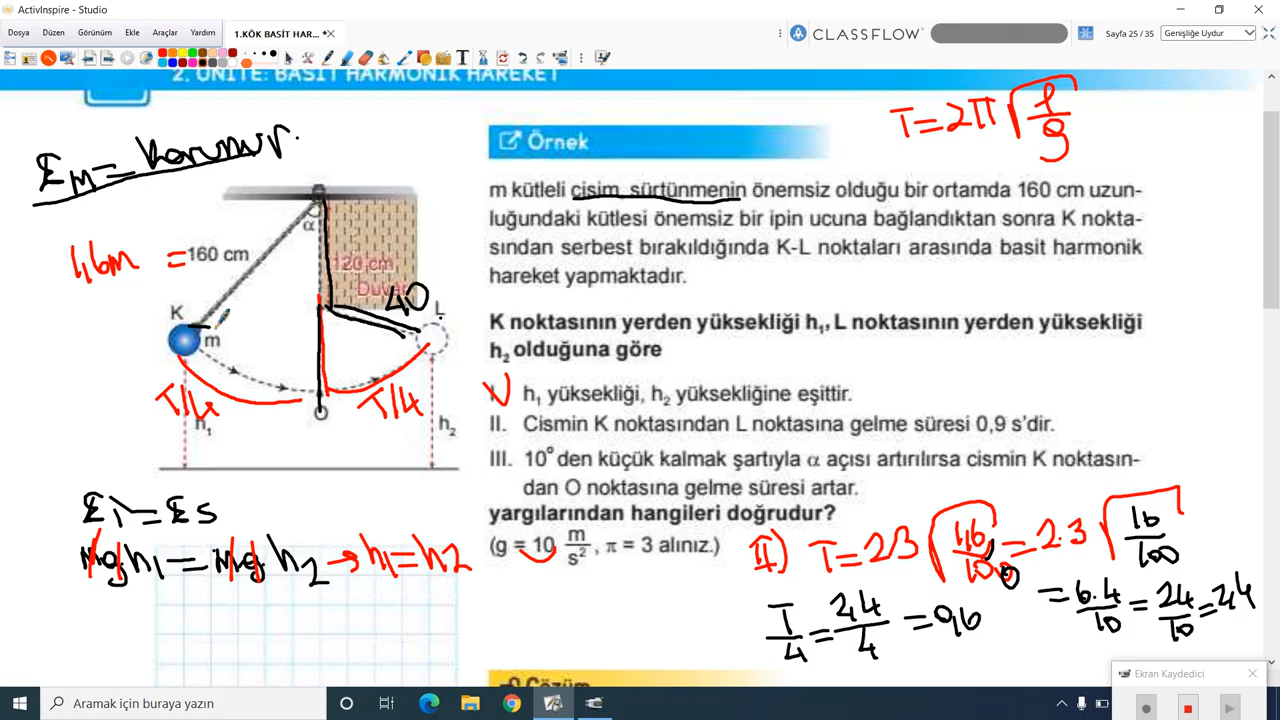 ActivInspire - Studio
Dosya Düzen Görünüm Ekle Araçlar Yardım
1.KÖK BASİT HAR... *
CLASSFLOW
Sayfa 25 / 35
Genişliğe Uydur
2. ÜNİTE: BASİT HARMONİK HAREKET
T=2π√l/g
EM = korunur.
Örnek
m kütleli cisim, sürtünmenin önemsiz olduğu bir ortamda 160 cm uzun-
luğundaki kütlesi önemsiz bir ipin ucuna bağlandıktan sonra K nokta-
sından serbest bırakıldığında K-L noktaları arasında basit harmonik
hareket yapmaktadır.
α
1,6m = 160 cm
120 cm
Duvar
40
K
L
m
T/4
T/4
O
h1
h2
K noktasının yerden yüksekliği h1, L noktasının yerden yüksekliği
h2 olduğuna göre
I. h1 yüksekliği, h2 yüksekliğine eşittir.
II. Cismin K noktasından L noktasına gelme süresi 0,9 s'dir.
III. 10° den küçük kalmak şartıyla α açısı artırılırsa cismin K noktasın-
dan O noktasına gelme süresi artar.
yargılarından hangileri doğrudur?
(g = 10 m/s², π = 3 alınız.)
Ei = Es
mgh1 = mgh2 → h1 = h2
II) T=2.3√1,6/10 = 2.3√16/100
= 6.4/10 = 24/10 = 2,4
T/4 = 2,4/4 = 0,6
Çözüm
Ekran Kaydedici
Aramak için buraya yazın